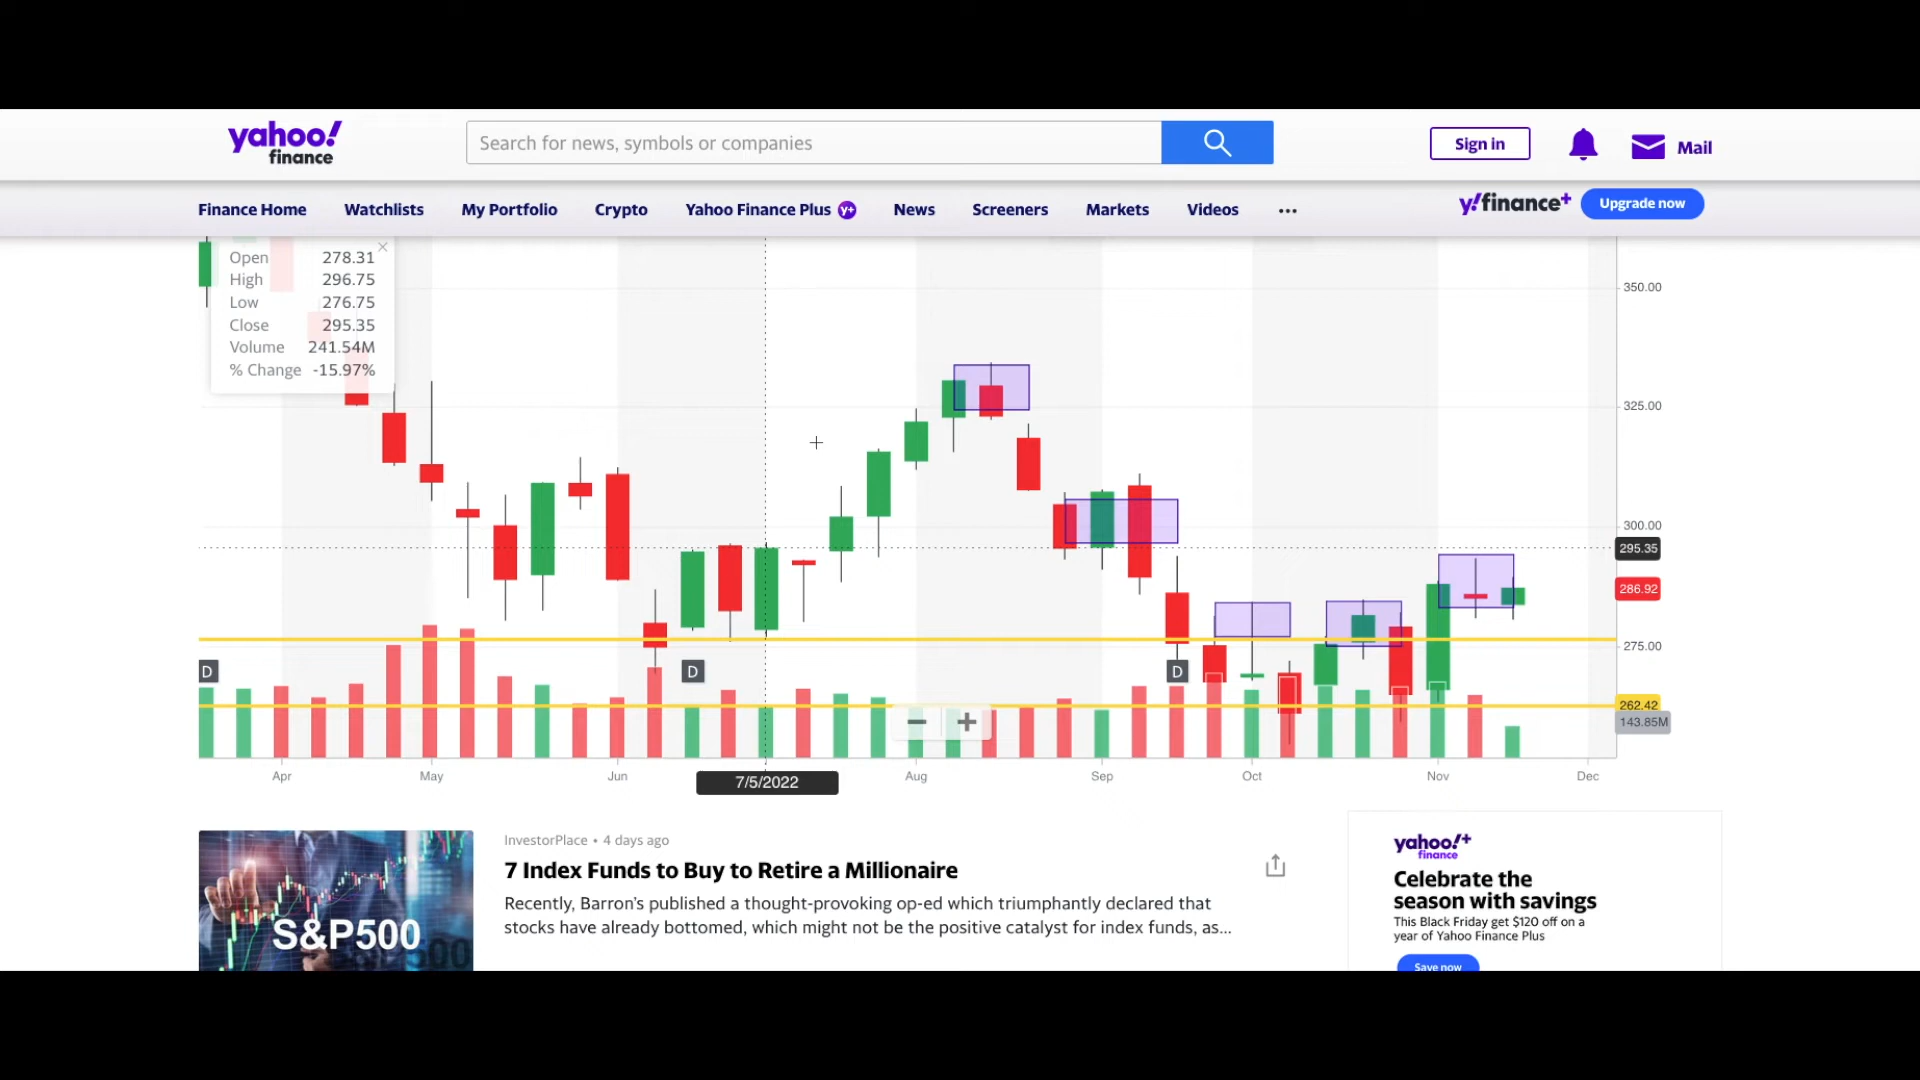 yahoo!
finance
Search for news, symbols or companies
Sign in
Mail
Finance Home
Watchlists
My Portfolio
Crypto
Yahoo Finance Plus y+
News
Screeners
Markets
Videos
...
y!finance+
Upgrade now
Open 278.31
High 296.75
Low 276.75
Close 295.35
Volume 241.54M
% Change -15.97%
350.00
325.00
300.00
295.35
286.92
275.00
262.42
143.85M
D
D
D
Apr
May
Jun
7/5/2022
Aug
Sep
Oct
Nov
Dec
S&P500
InvestorPlace • 4 days ago
7 Index Funds to Buy to Retire a Millionaire
Recently, Barron's published a thought-provoking op-ed which triumphantly declared that
stocks have already bottomed, which might not be the positive catalyst for index funds, as...
yahoo!+
finance
Celebrate the
season with savings
This Black Friday get $120 off on a
year of Yahoo Finance Plus
Save now